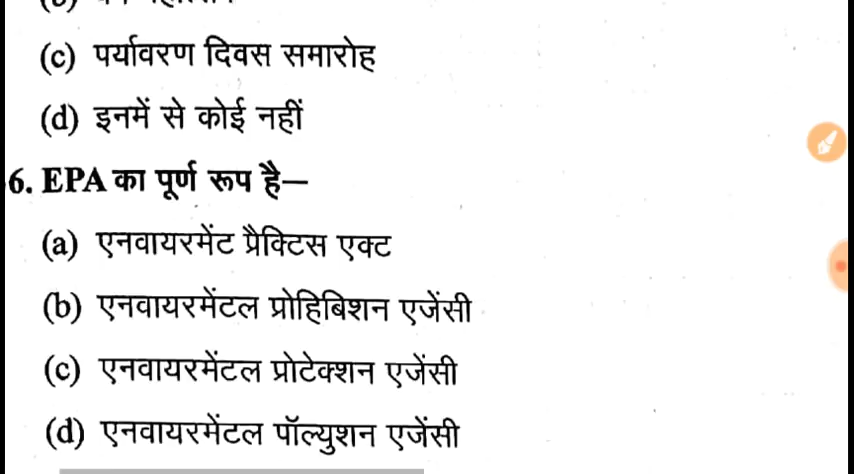 (c) पर्यावरण दिवस समारोह
(d) इनमें से कोई नहीं
6. EPA का पूर्ण रूप है—
(a) एनवायरमेंट प्रैक्टिस एक्ट
(b) एनवायरमेंटल प्रोहिबिशन एजेंसी
(c) एनवायरमेंटल प्रोटेक्शन एजेंसी
(d) एनवायरमेंटल पॉल्युशन एजेंसी